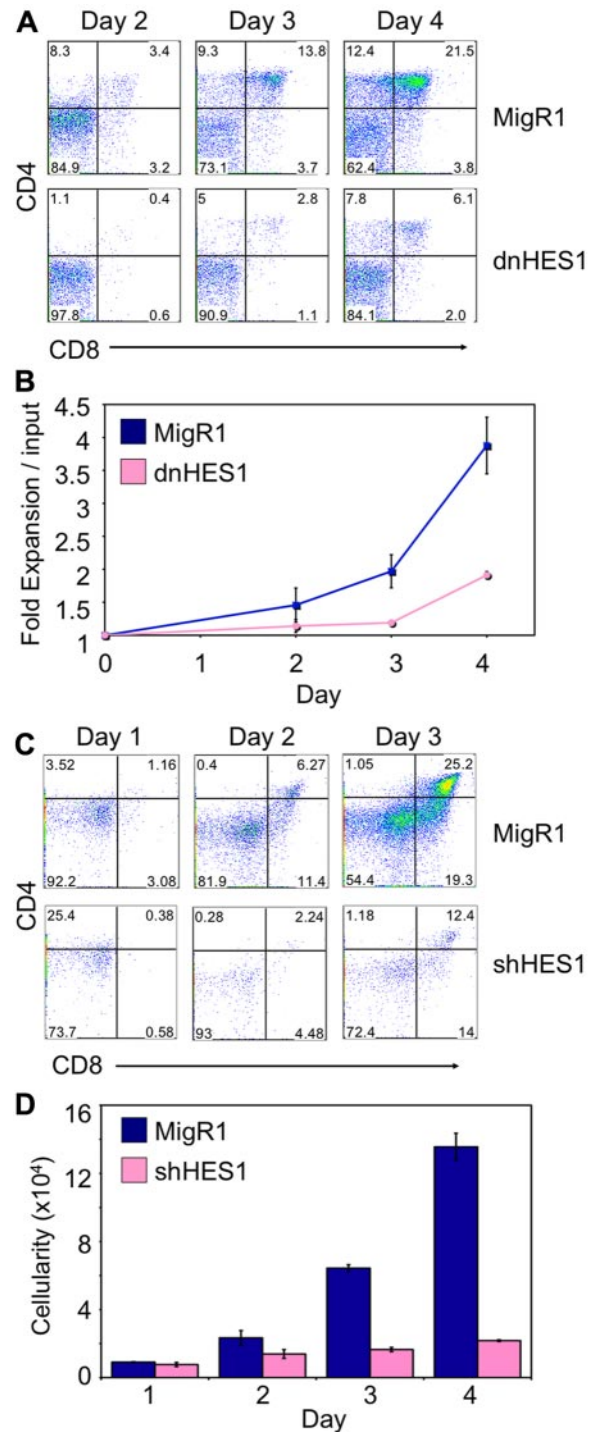 A
Day 2 Day 3 Day 4
8.3 3.4 9.3 13.8 12.4 21.5
MigR1
84.9 3.2 73.1 3.7 62.4 3.8
CD4
1.1 0.4 5 2.8 7.8 6.1
dnHES1
97.8 0.6 90.9 1.1 84.1 2.0
CD8
B
4.5
4
3.5
3
2.5
2
1.5
1
Fold Expansion / input
MigR1
dnHES1
0 1 2 3 4
Day
C
Day 1 Day 2 Day 3
3.52 1.16 0.4 6.27 1.05 25.2
MigR1
92.2 3.08 81.9 11.4 54.4 19.3
CD4
25.4 0.38 0.28 2.24 1.18 12.4
shHES1
73.7 0.58 93 4.48 72.4 14
CD8
D
16
12
8
4
0
Cellularity (x10⁴)
MigR1
shHES1
1 2 3 4
Day